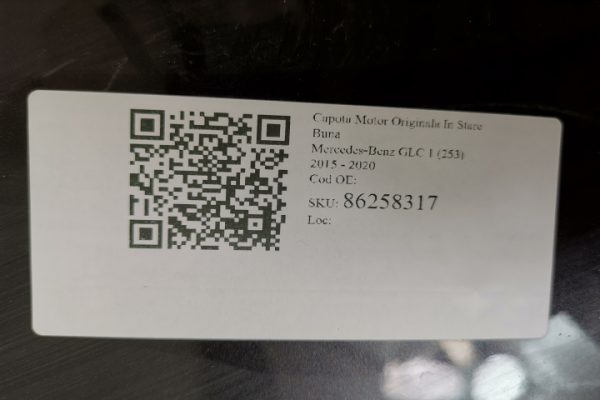 Capota Motor Originala In Stare
Buna
Mercedes-Benz GLC 1 (253)
2015 - 2020
Cod OE:
SKU: 86258317
Loc: